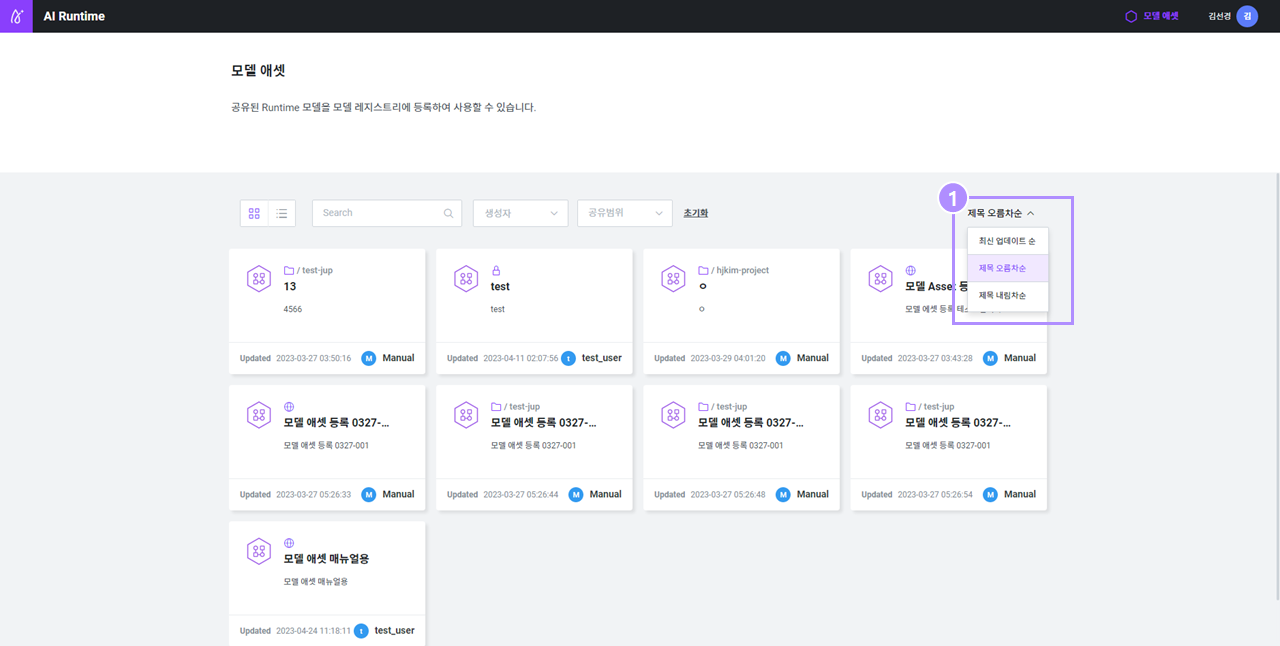 AI Runtime
모델 애셋
김선경
김
모델 애셋
공유된 Runtime 모델을 모델 레지스트리에 등록하여 사용할 수 있습니다.
Search
생성자
공유범위
초기화
1
제목 오름차순
최신 업데이트 순
제목 오름차순
제목 내림차순
/ test-jup
13
4566
Updated 2023-03-27 03:50:16 M Manual
test
test
Updated 2023-04-11 02:07:56 t test_user
/ hjkim-project
ㅇ
ㅇ
Updated 2023-03-29 04:01:20 M Manual
모델 Asset 등
모델 에셋 등록 테스
Updated 2023-03-27 03:43:28 M Manual
모델 애셋 등록 0327-...
모델 애셋 등록 0327-001
Updated 2023-03-27 05:26:33 M Manual
/ test-jup
모델 애셋 등록 0327-...
모델 애셋 등록 0327-001
Updated 2023-03-27 05:26:44 M Manual
/ test-jup
모델 애셋 등록 0327-...
모델 애셋 등록 0327-001
Updated 2023-03-27 05:26:48 M Manual
/ test-jup
모델 애셋 등록 0327-...
모델 애셋 등록 0327-001
Updated 2023-03-27 05:26:54 M Manual
모델 애셋 매뉴얼용
모델 애셋 매뉴얼용
Updated 2023-04-24 11:18:11 t test_user